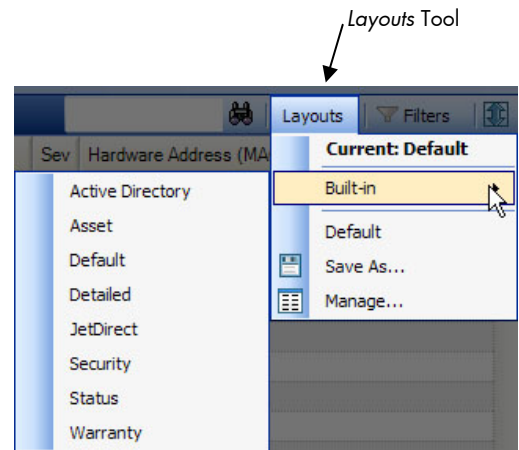 Layouts Tool
Layouts Filters
Sev Hardware Address (MA
Current: Default
Built-in
Default
Save As...
Manage...
Active Directory
Asset
Default
Detailed
JetDirect
Security
Status
Warranty